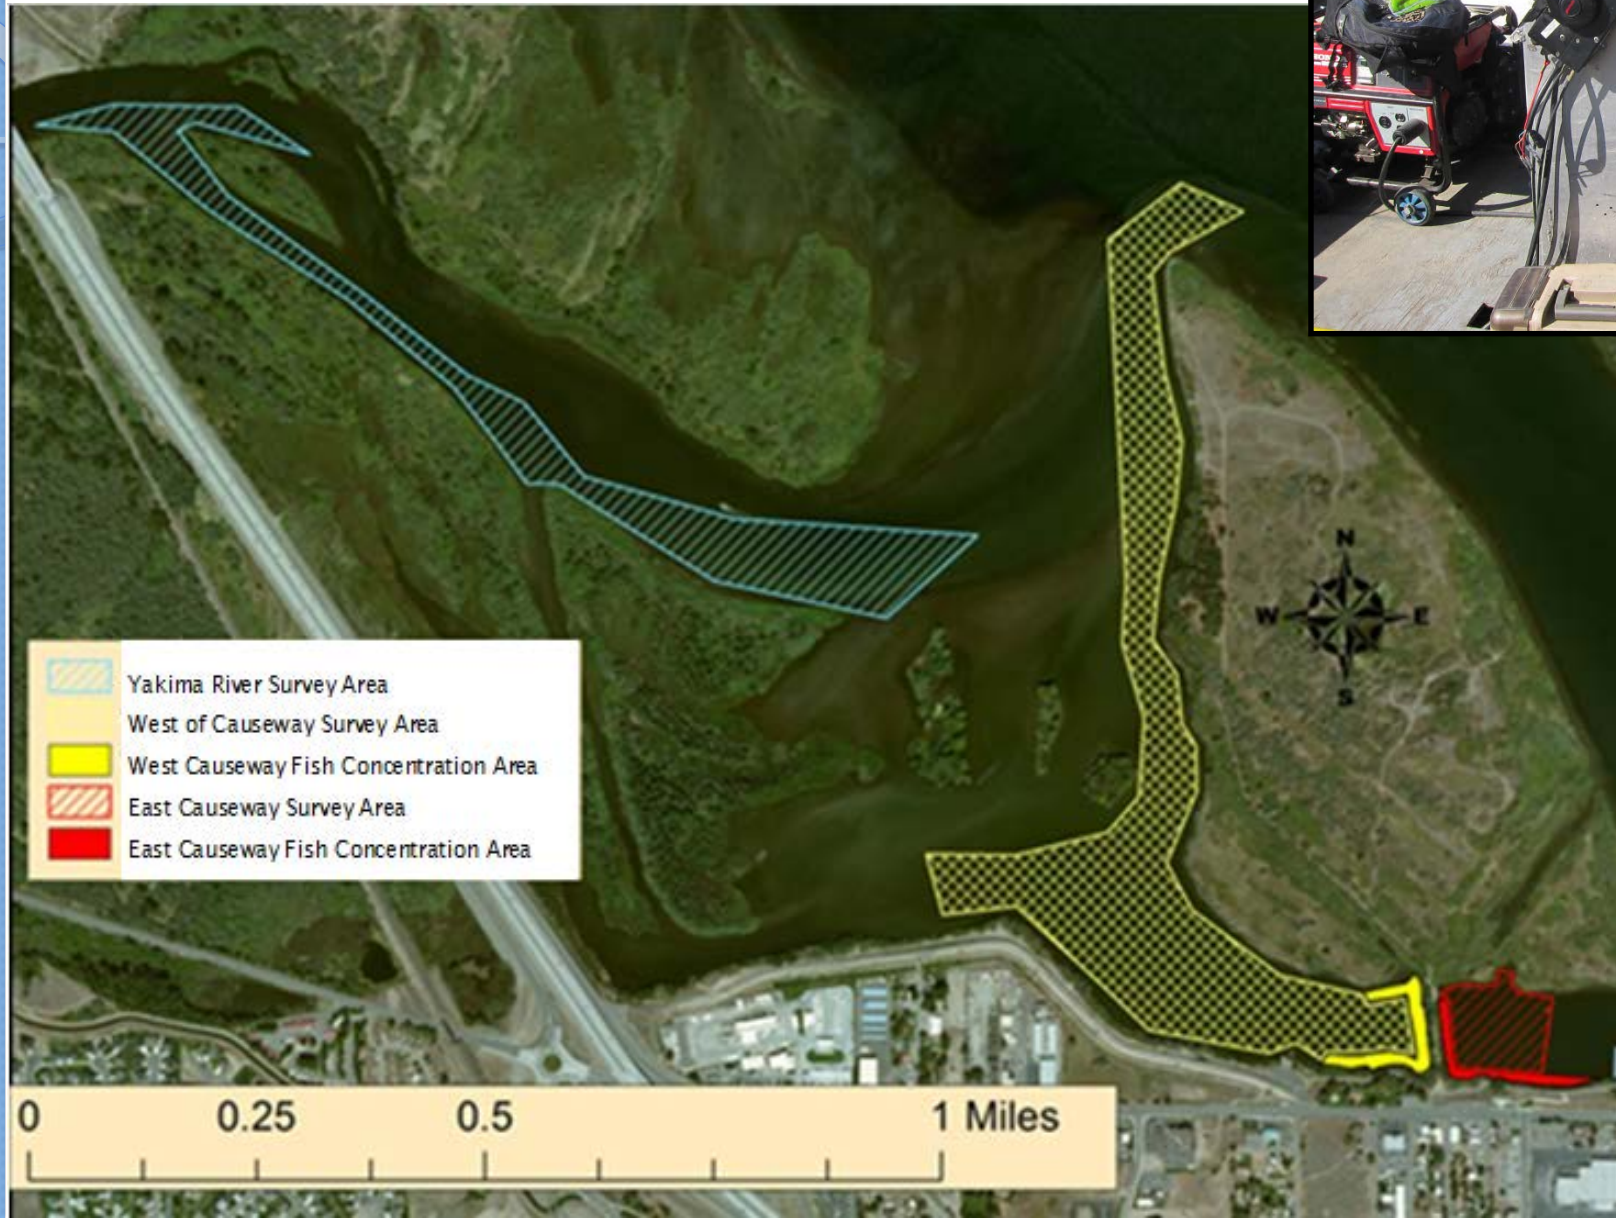 N
W E
S
Yakima River Survey Area
West of Causeway Survey Area
West Causeway Fish Concentration Area
East Causeway Survey Area
East Causeway Fish Concentration Area
0 0.25 0.5 1 Miles